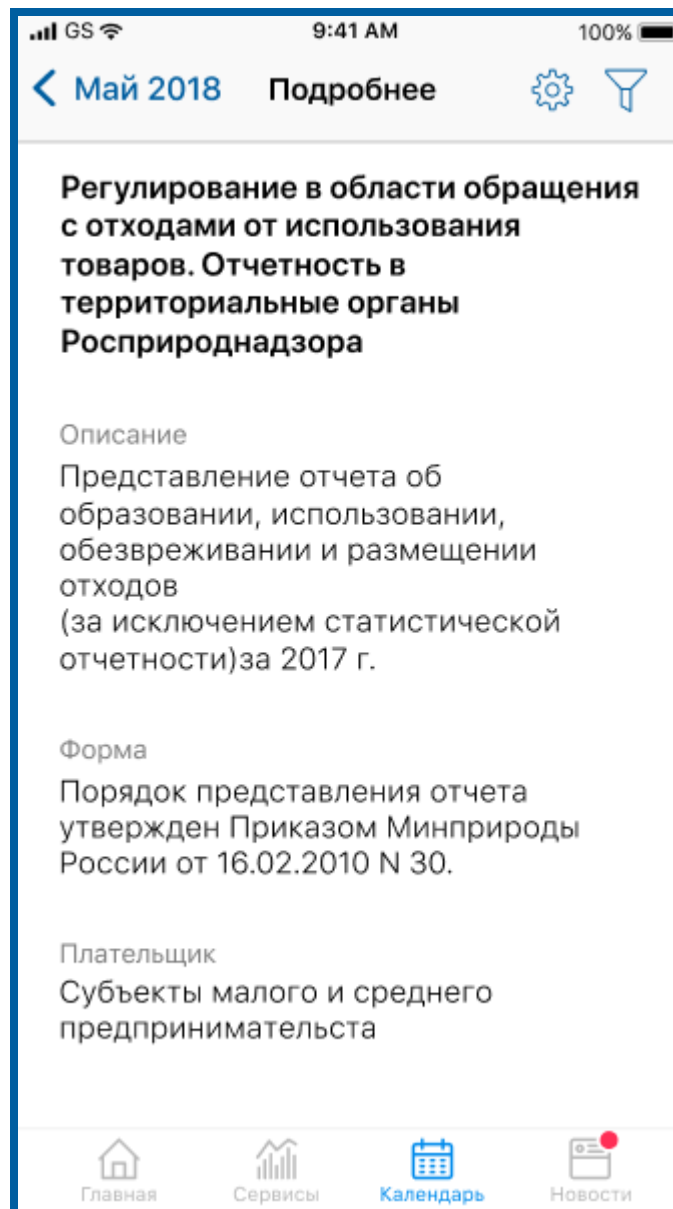 GS 9:41 AM 100%
Май 2018 Подробнее
Регулирование в области обращения
с отходами от использования
товаров. Отчетность в
территориальные органы
Росприроднадзора
Описание
Представление отчета об
образовании, использовании,
обезвреживании и размещении
отходов
(за исключением статистической
отчетности)за 2017 г.
Форма
Порядок представления отчета
утвержден Приказом Минприроды
России от 16.02.2010 N 30.
Плательщик
Субъекты малого и среднего
предпринимательста
Главная Сервисы Календарь Новости